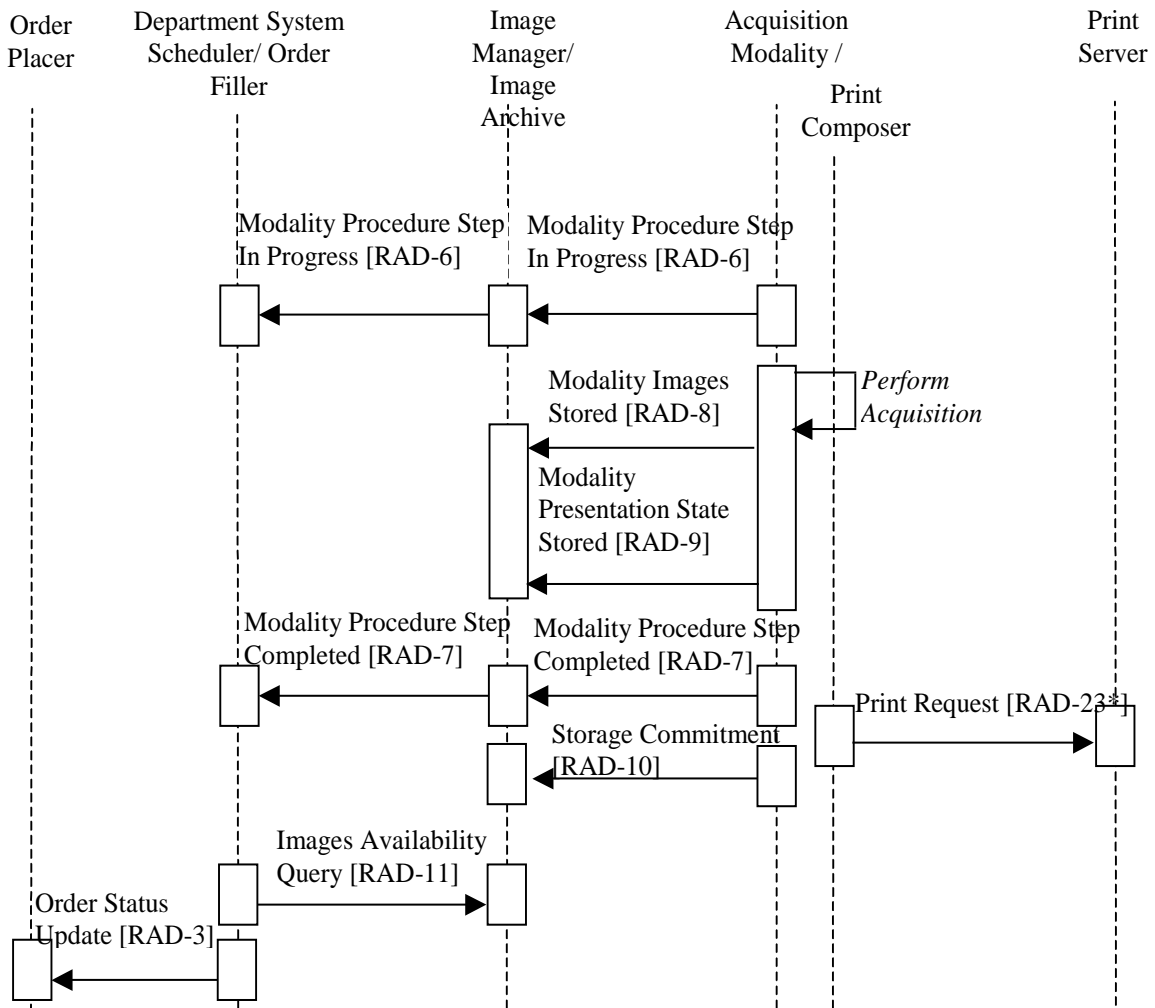 Order
Placer
Department System
Scheduler/ Order
Filler
Image
Manager/
Image
Archive
Acquisition
Modality /
Print
Composer
Print
Server
Modality Procedure Step
In Progress [RAD-6]
Modality Procedure Step
In Progress [RAD-6]
Perform
Acquisition
Modality Images
Stored [RAD-8]
Modality
Presentation State
Stored [RAD-9]
Modality Procedure Step
Completed [RAD-7]
Modality Procedure Step
Completed [RAD-7]
Print Request [RAD-23*]
Storage Commitment
[RAD-10]
Images Availability
Query [RAD-11]
Order Status
Update [RAD-3]